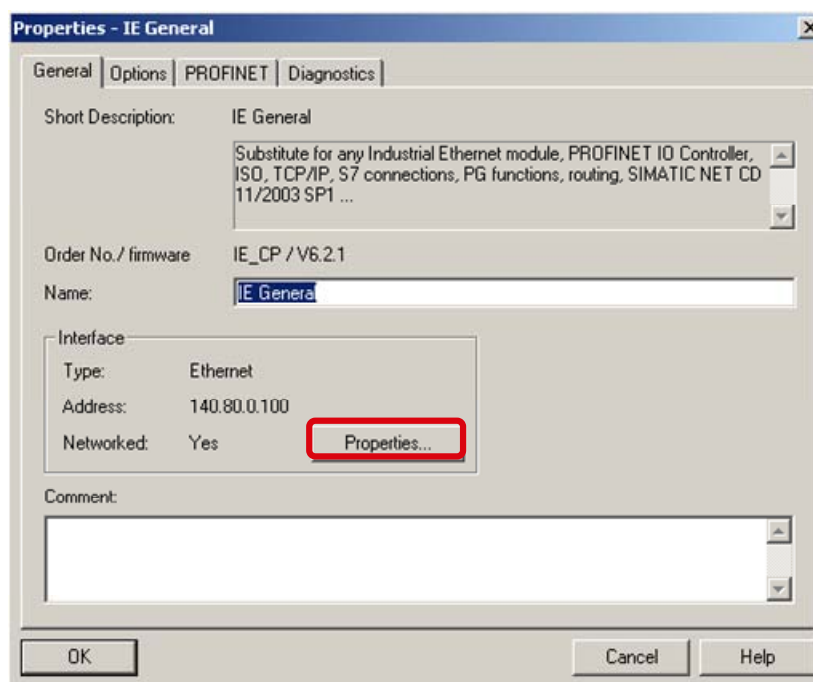 Properties - IE General
General Options PROFINET Diagnostics
Short Description: IE General
Substitute for any Industrial Ethernet module, PROFINET IO Controller,
ISO, TCP/IP, S7 connections, PG functions, routing, SIMATIC NET CD
11/2003 SP1 ...
Order No./ firmware IE_CP / V6.2.1
Name: IE General
Interface
Type: Ethernet
Address: 140.80.0.100
Networked: Yes Properties...
Comment:
OK Cancel Help